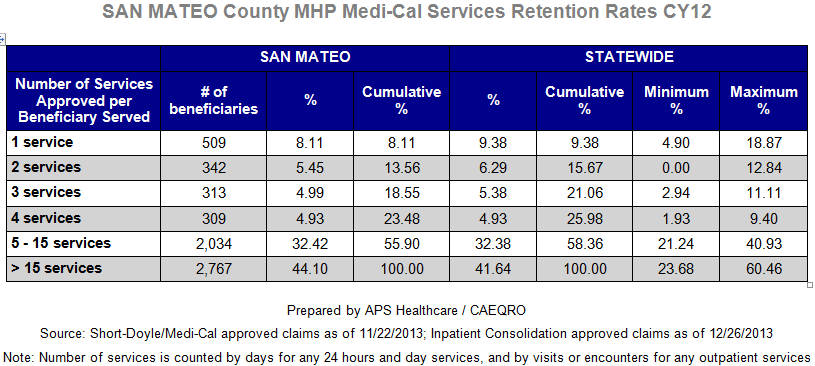 SAN MATEO County MHP Medi-Cal Services Retention Rates CY12
SAN MATEO STATEWIDE
Number of Services Approved per Beneficiary Served # of beneficiaries % Cumulative % % Cumulative % Minimum % Maximum %
1 service 509 8.11 8.11 9.38 9.38 4.90 18.87
2 services 342 5.45 13.56 6.29 15.67 0.00 12.84
3 services 313 4.99 18.55 5.38 21.06 2.94 11.11
4 services 309 4.93 23.48 4.93 25.98 1.93 9.40
5 - 15 services 2,034 32.42 55.90 32.38 58.36 21.24 40.93
> 15 services 2,767 44.10 100.00 41.64 100.00 23.68 60.46
Prepared by APS Healthcare / CAEQRO
Source: Short-Doyle/Medi-Cal approved claims as of 11/22/2013; Inpatient Consolidation approved claims as of 12/26/2013
Note: Number of services is counted by days for any 24 hours and day services, and by visits or encounters for any outpatient services